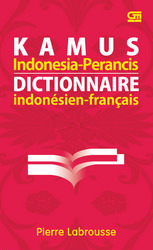 KAMUS
Indonesia-Perancis
DICTIONNAIRE
indonésien-français
Pierre Labrousse